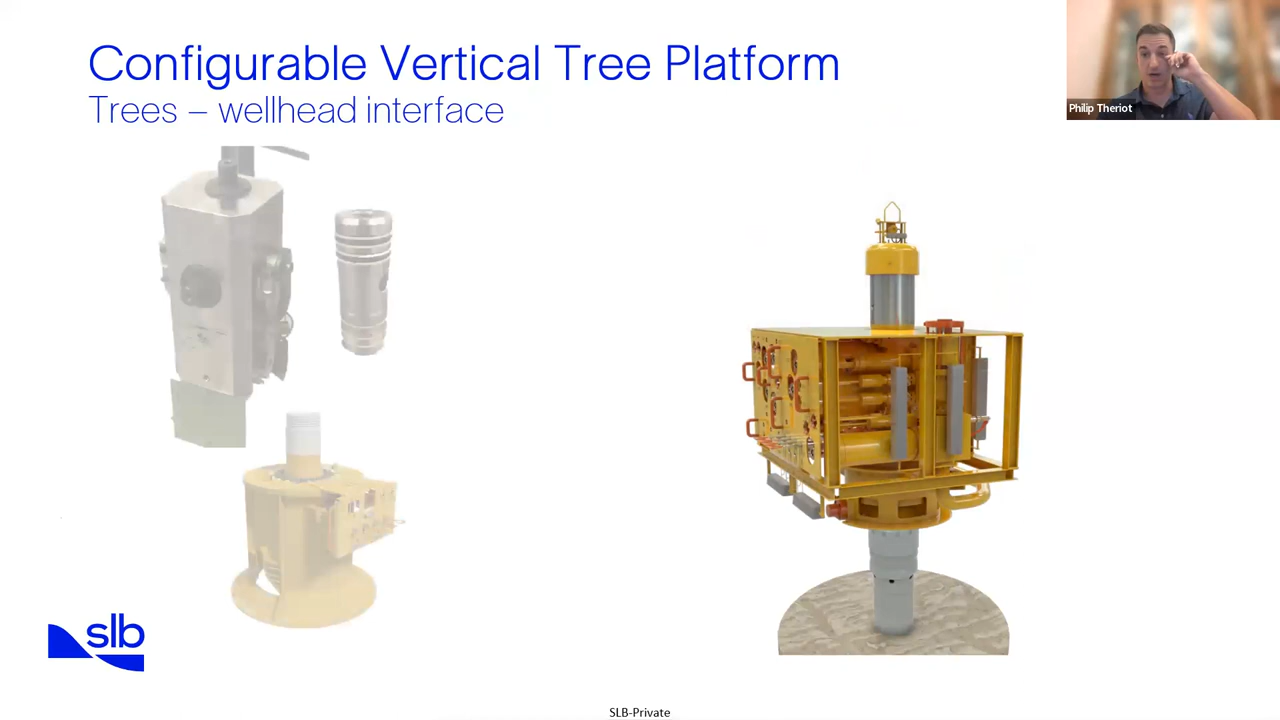 Configurable Vertical Tree Platform
Trees – wellhead interface
Philip Theriot
slb
SLB-Private